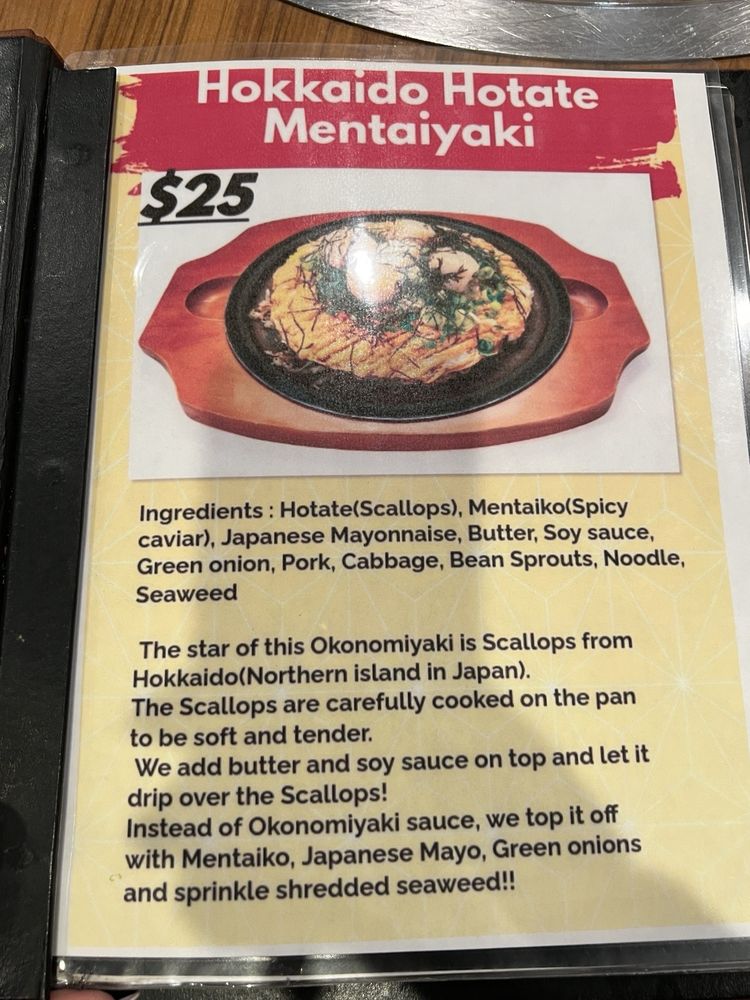 Hokkaido Hotate
Mentaiyaki
$25
Ingredients : Hotate(Scallops), Mentaiko(Spicy
caviar), Japanese Mayonnaise, Butter, Soy sauce,
Green onion, Pork, Cabbage, Bean Sprouts, Noodle,
Seaweed
The star of this Okonomiyaki is Scallops from
Hokkaido(Northern island in Japan).
The Scallops are carefully cooked on the pan
to be soft and tender.
We add butter and soy sauce on top and let it
drip over the Scallops!
Instead of Okonomiyaki sauce, we top it off
with Mentaiko, Japanese Mayo, Green onions
and sprinkle shredded seaweed!!